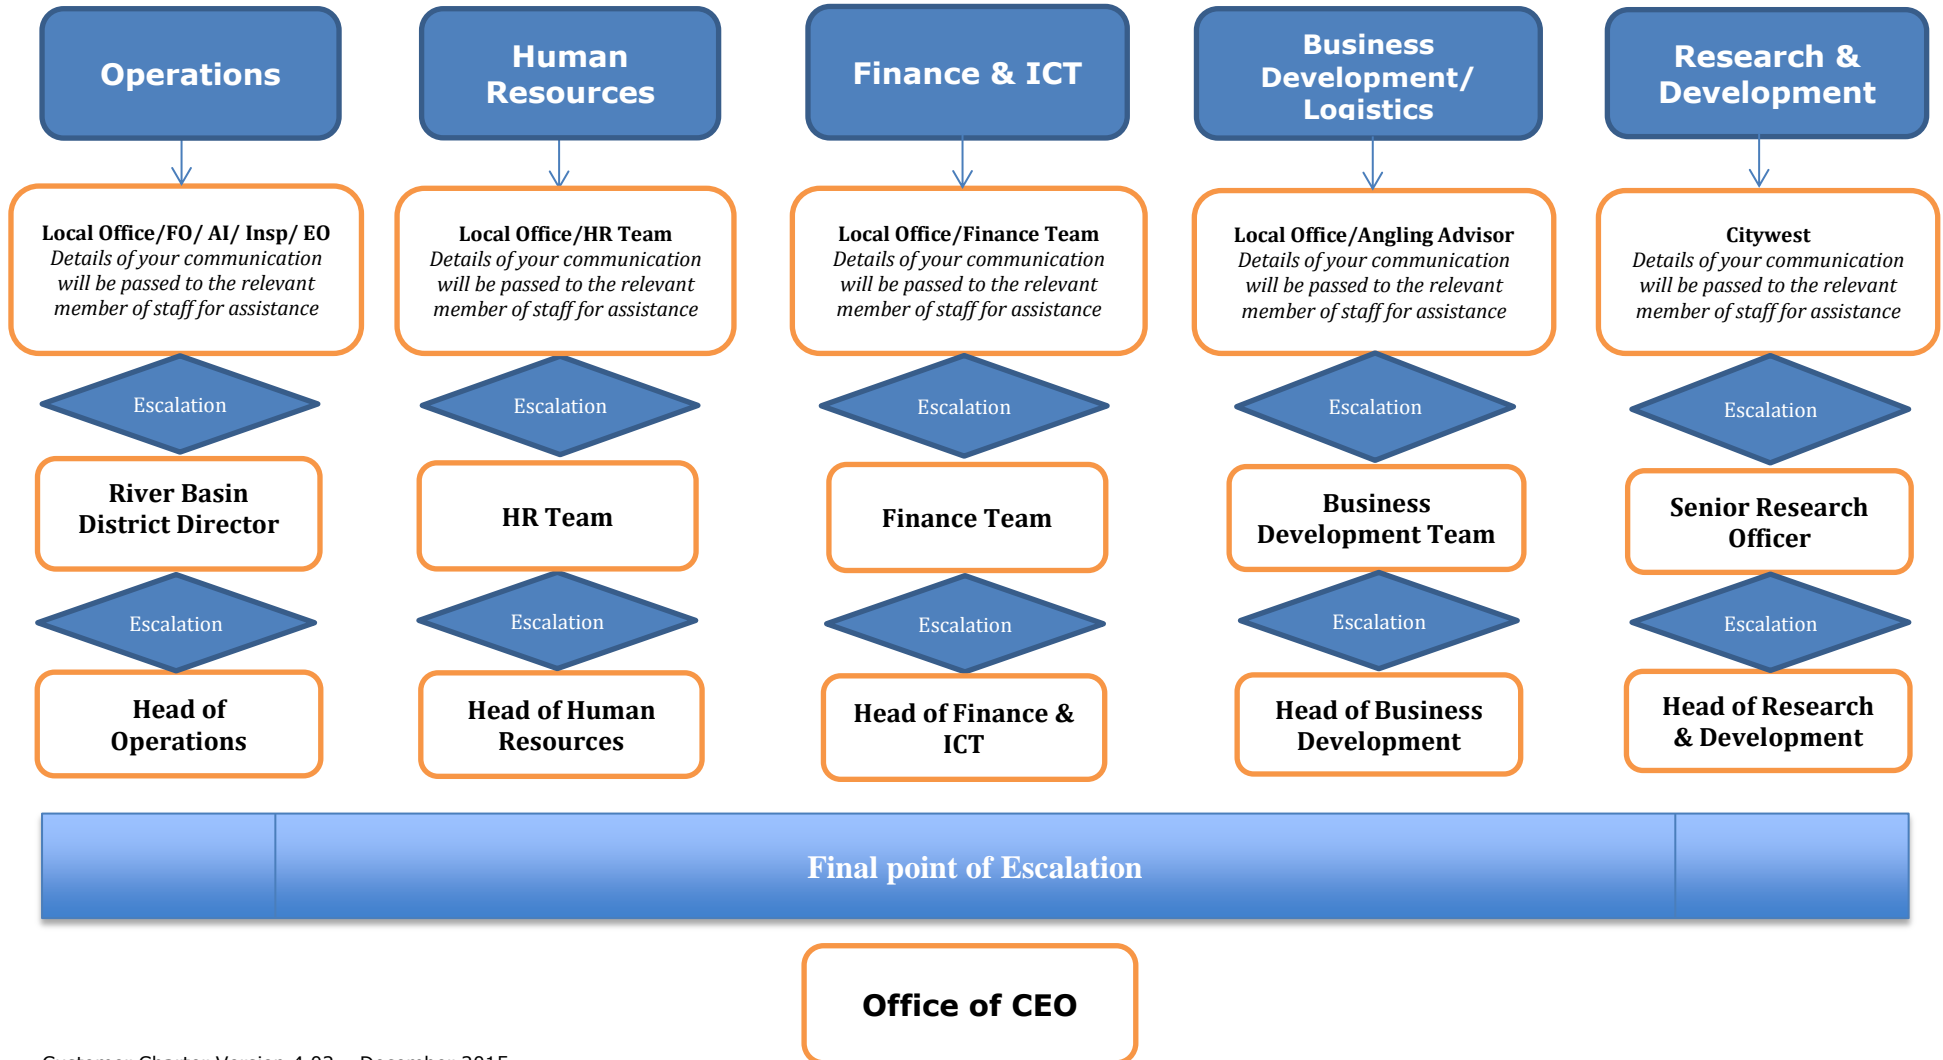 Operations
Human
Resources
Finance & ICT
Business
Development/
Logistics
Research &
Development
Local Office/FO/ AI/ Insp/ EO
Details of your communication
will be passed to the relevant
member of staff for assistance
Local Office/HR Team
Details of your communication
will be passed to the relevant
member of staff for assistance
Local Office/Finance Team
Details of your communication
will be passed to the relevant
member of staff for assistance
Local Office/Angling Advisor
Details of your communication
will be passed to the relevant
member of staff for assistance
Citywest
Details of your communication
will be passed to the relevant
member of staff for assistance
Escalation
Escalation
Escalation
Escalation
Escalation
River Basin
District Director
HR Team
Finance Team
Business
Development Team
Senior Research
Officer
Escalation
Escalation
Escalation
Escalation
Escalation
Head of
Operations
Head of Human
Resources
Head of Finance &
ICT
Head of Business
Development
Head of Research
& Development
Final point of Escalation
Office of CEO
Customer Charter Version 4.02 December 2015